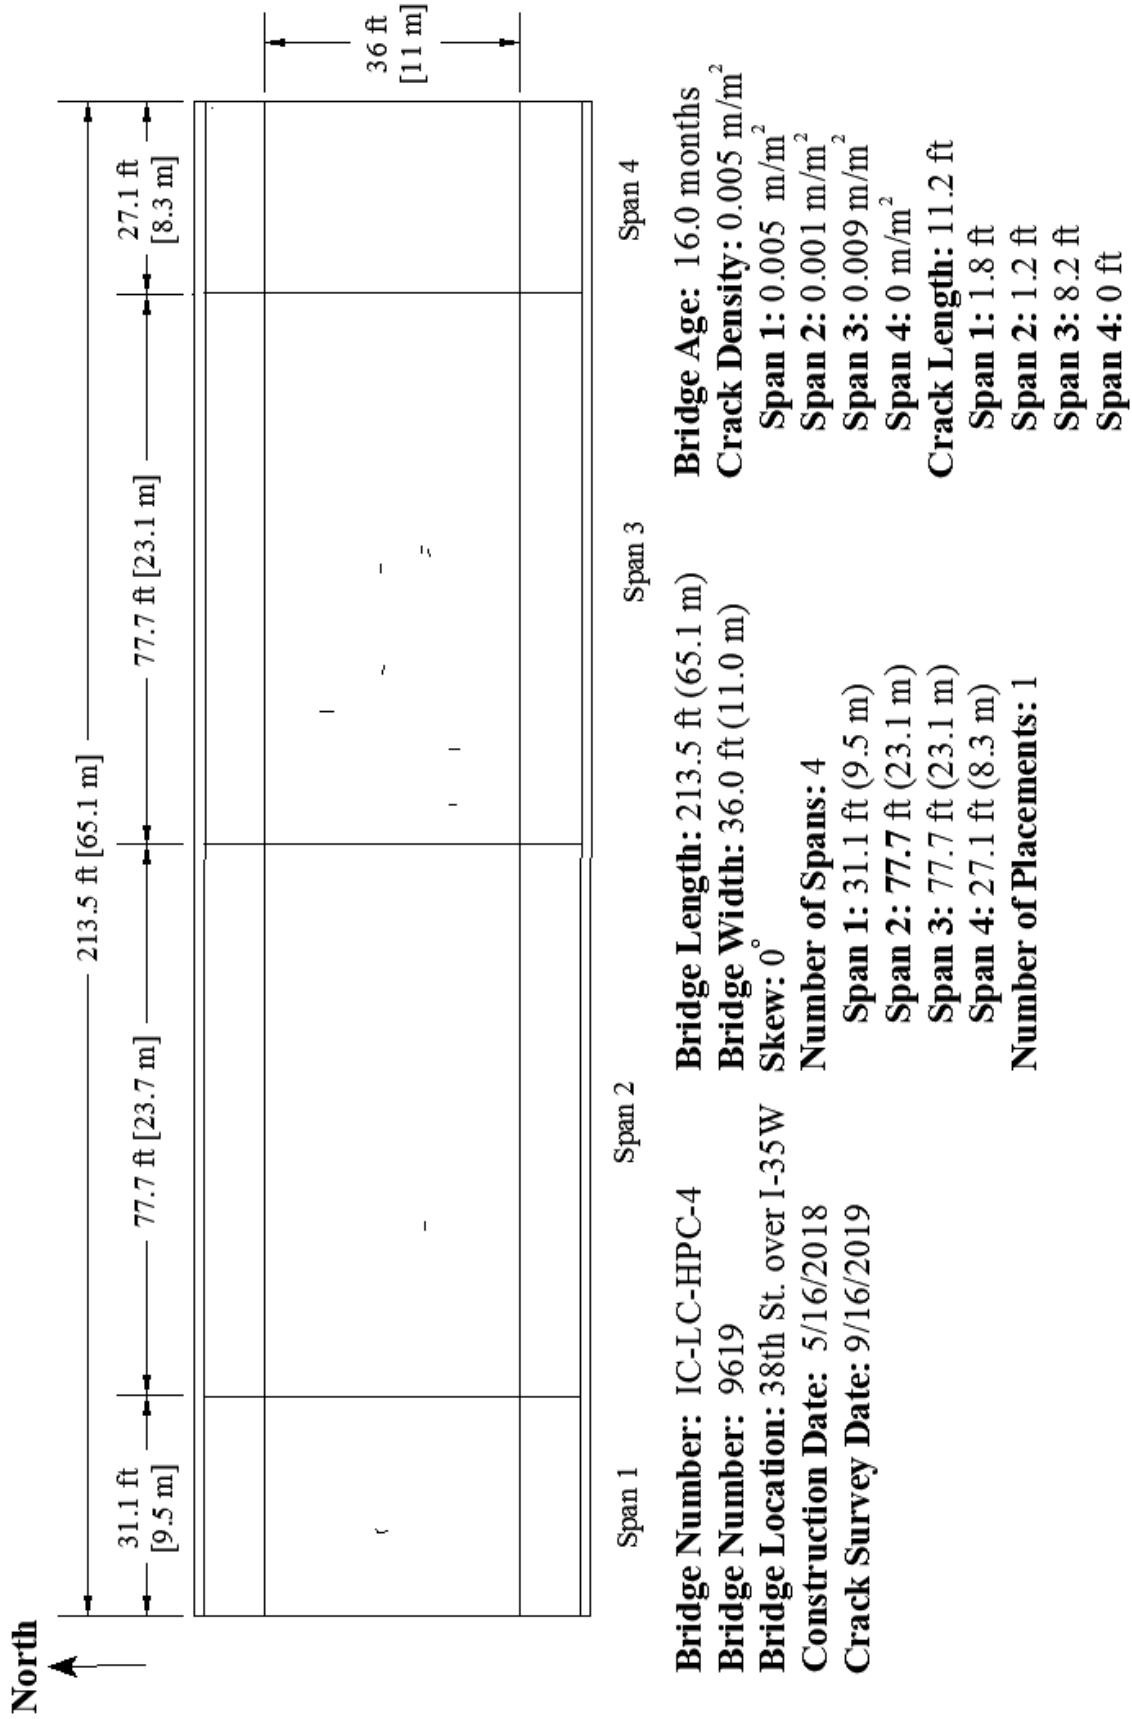 North
213.5 ft [65.1 m]
31.1 ft
[9.5 m]
77.7 ft [23.7 m]
77.7 ft [23.1 m]
27.1 ft
[8.3 m]
36 ft
[11 m]
Span 1
Span 2
Span 3
Span 4
Bridge Number: IC-LC-HPC-4
Bridge Number: 9619
Bridge Location: 38th St. over I-35W
Construction Date: 5/16/2018
Crack Survey Date: 9/16/2019
Bridge Length: 213.5 ft (65.1 m)
Bridge Width: 36.0 ft (11.0 m)
Skew: 0°
Number of Spans: 4
Span 1: 31.1 ft (9.5 m)
Span 2: 77.7 ft (23.1 m)
Span 3: 77.7 ft (23.1 m)
Span 4: 27.1 ft (8.3 m)
Number of Placements: 1
Bridge Age: 16.0 months
Crack Density: 0.005 m/m²
Span 1: 0.005 m/m²
Span 2: 0.001 m/m²
Span 3: 0.009 m/m²
Span 4: 0 m/m²
Crack Length: 11.2 ft
Span 1: 1.8 ft
Span 2: 1.2 ft
Span 3: 8.2 ft
Span 4: 0 ft